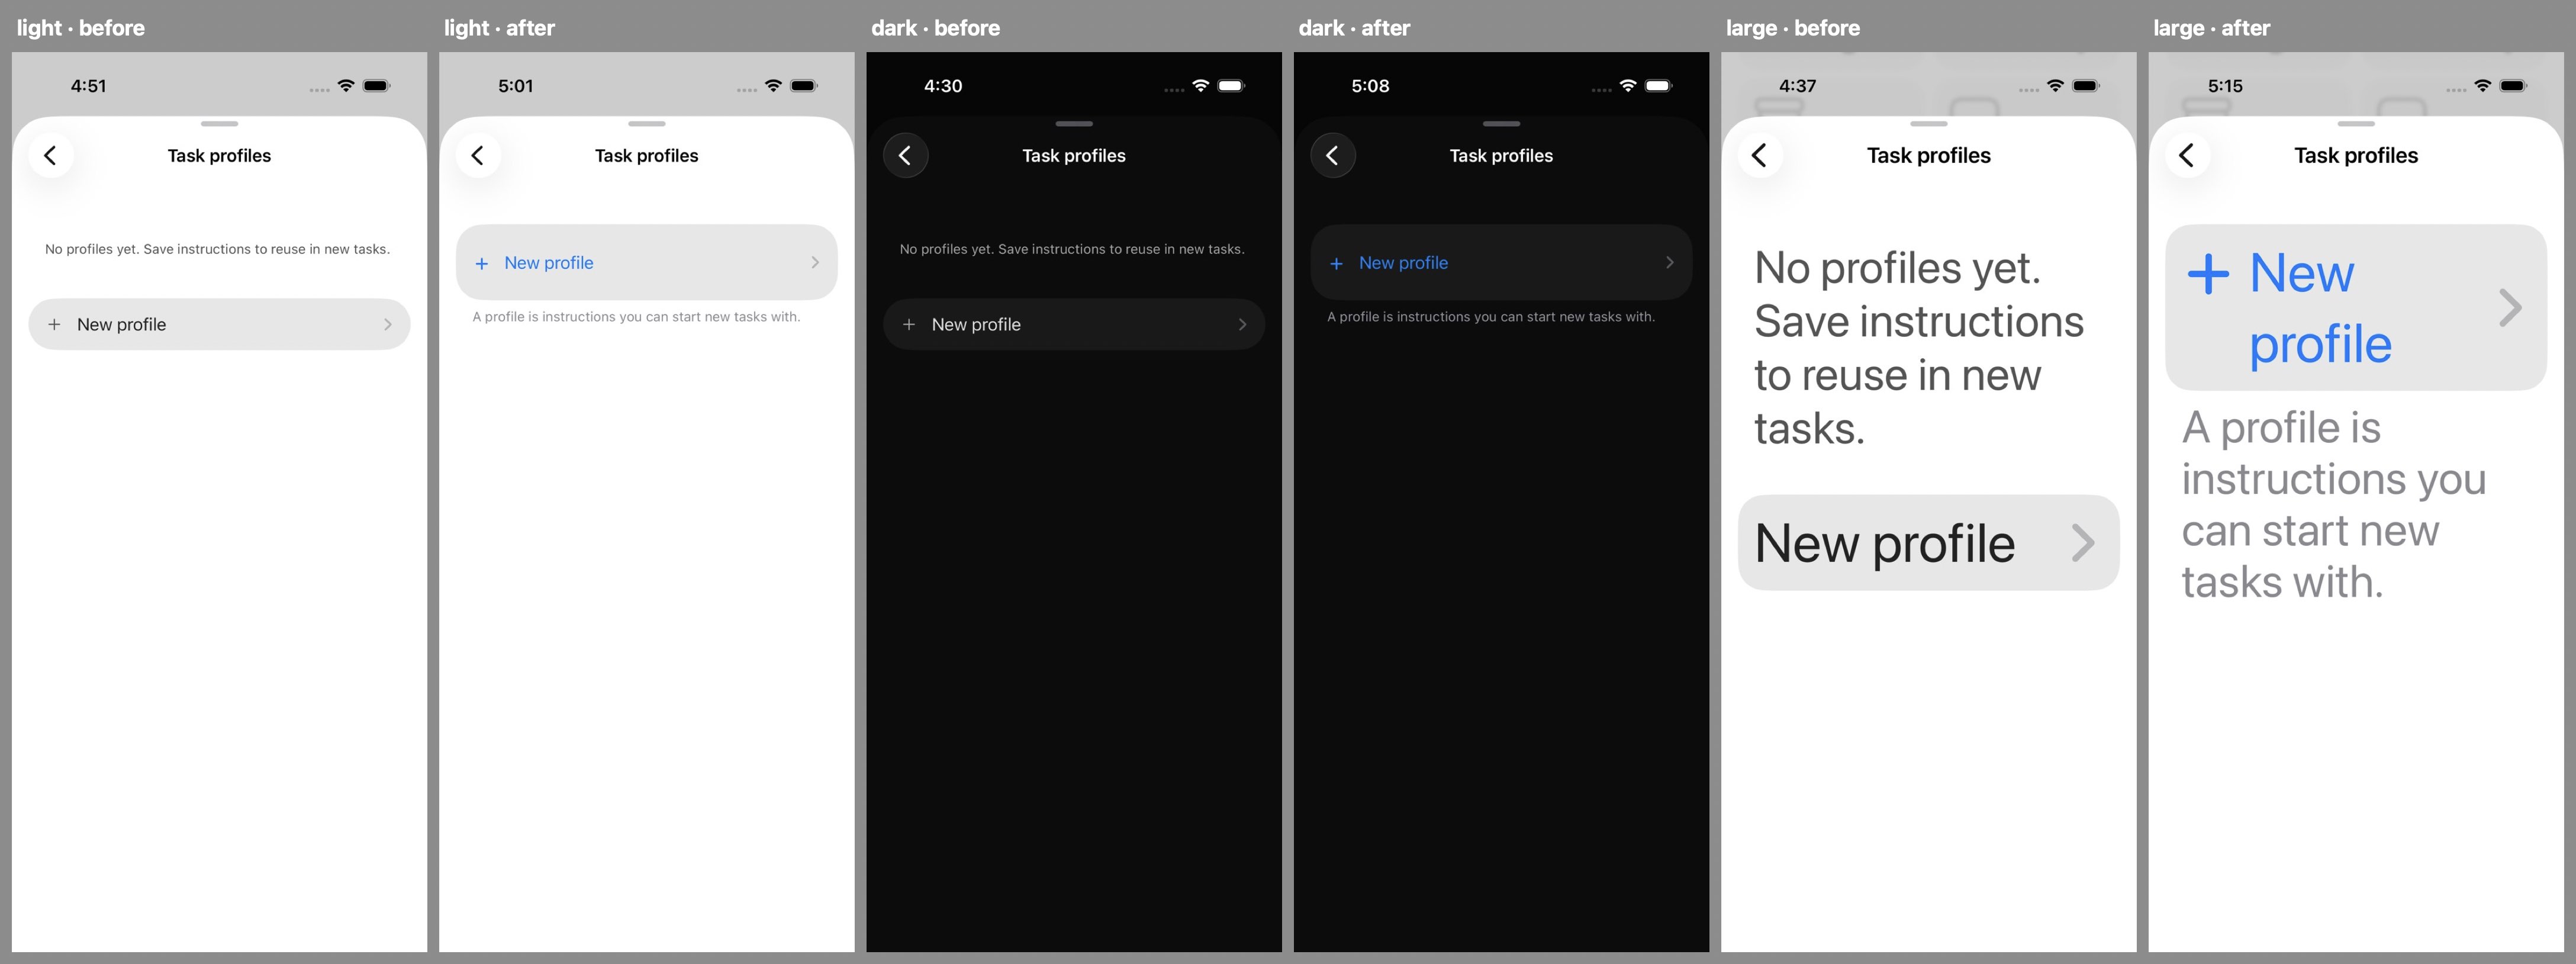 light · before
4:51
Task profiles
No profiles yet. Save instructions to reuse in new tasks.
+ New profile
light · after
5:01
Task profiles
+ New profile
A profile is instructions you can start new tasks with.
dark · before
4:30
Task profiles
No profiles yet. Save instructions to reuse in new tasks.
+ New profile
dark · after
5:08
Task profiles
+ New profile
A profile is instructions you can start new tasks with.
large · before
4:37
Task profiles
No profiles yet.
Save instructions
to reuse in new
tasks.
New profile
large · after
5:15
Task profiles
+ New
profile
A profile is
instructions you
can start new
tasks with.